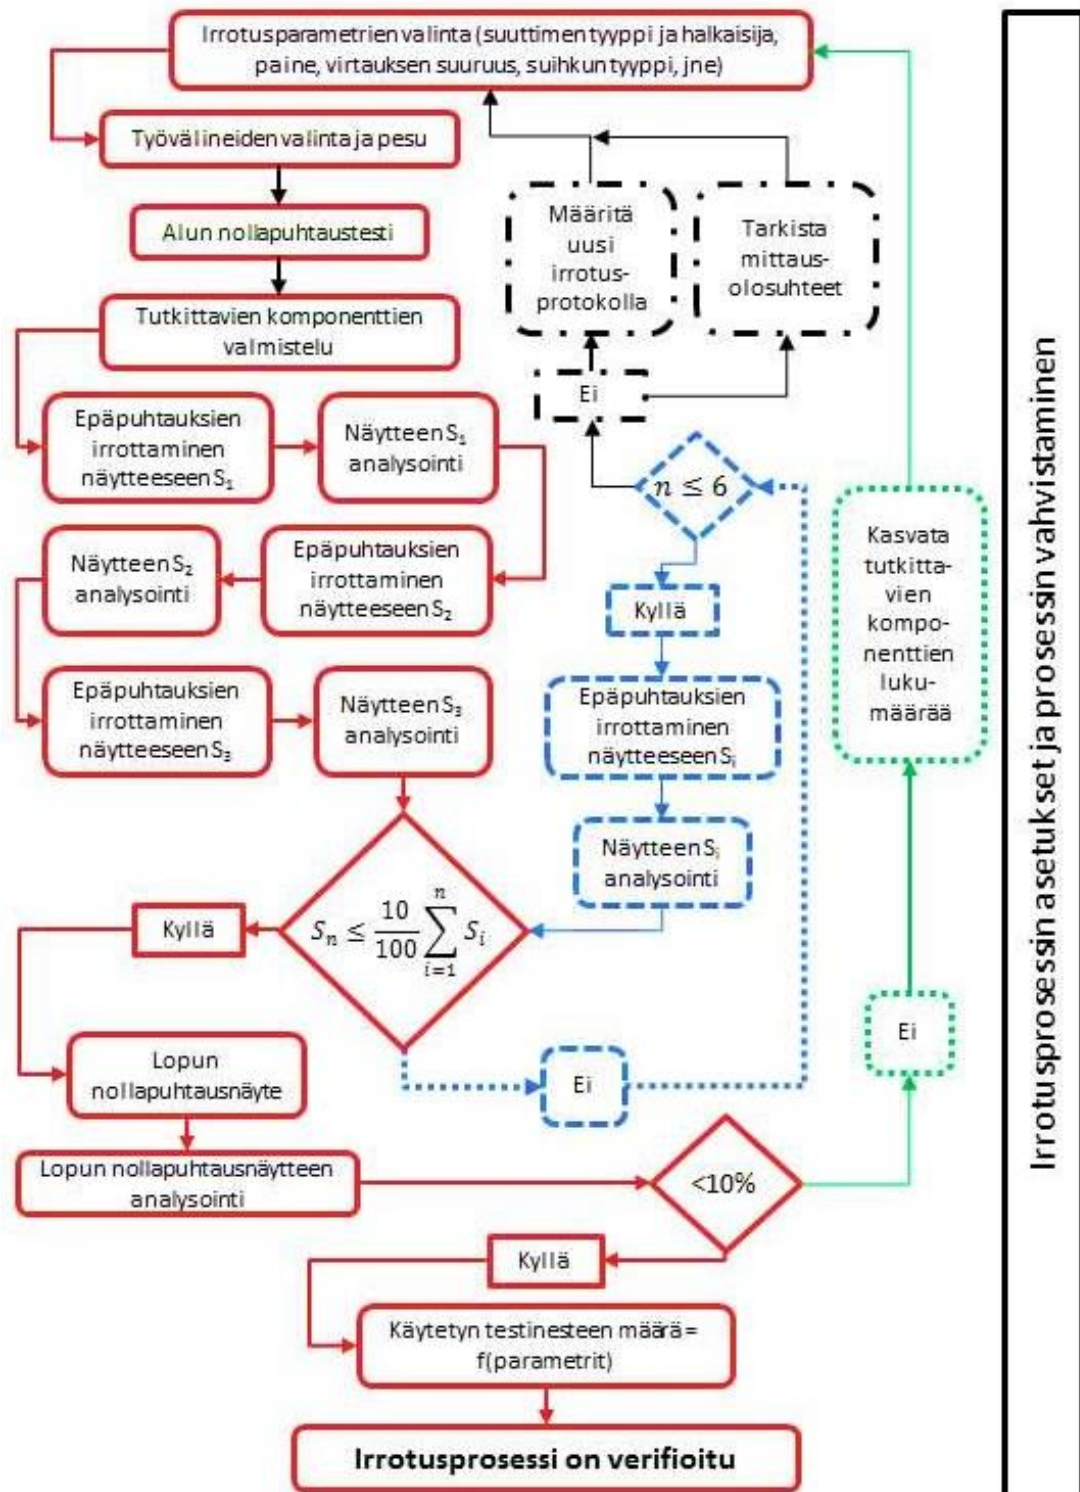 Irrotusparametrien valinta (suuttimen tyyppi ja halkaisija,
paine, virtauksen suuruus, suihkun tyyppi, jne)
Työvälineiden valinta ja pesu
Alun nollapuhtaustesti
Tutkittavien komponenttien
valmistelu
Määritä
uusi
irrotus-
protokolla
Tarkista
mittaus-
olosuhteet
Ei
Epäpuhtauksien
irrottaminen
näytteeseen S₁
Näytteen S₁
analysointi
n ≤ 6
Näytteen S₂
analysointi
Epäpuhtauksien
irrottaminen
näytteeseen S₂
Kyllä
Kasvata
tutkitta-
vien
kompo-
nenttien
luku-
määrää
Epäpuhtauksien
irrottaminen
näytteeseen S₃
Näytteen S₃
analysointi
Epäpuhtauksien
irrottaminen
näytteeseen Sᵢ
Näytteen Sᵢ
analysointi
Kyllä
Sₙ ≤ 10/100 ∑ᵢ₌₁ⁿ Sᵢ
Ei
Lopun
nollapuhtausnäyte
Ei
Lopun nollapuhtausnäytteen
analysointi
<10%
Kyllä
Käytetyn testinesteen määrä =
f(parametrit)
Irrotusprosessi on verifioitu
Irrotusprosessin asetukset ja prosessin vahvistaminen